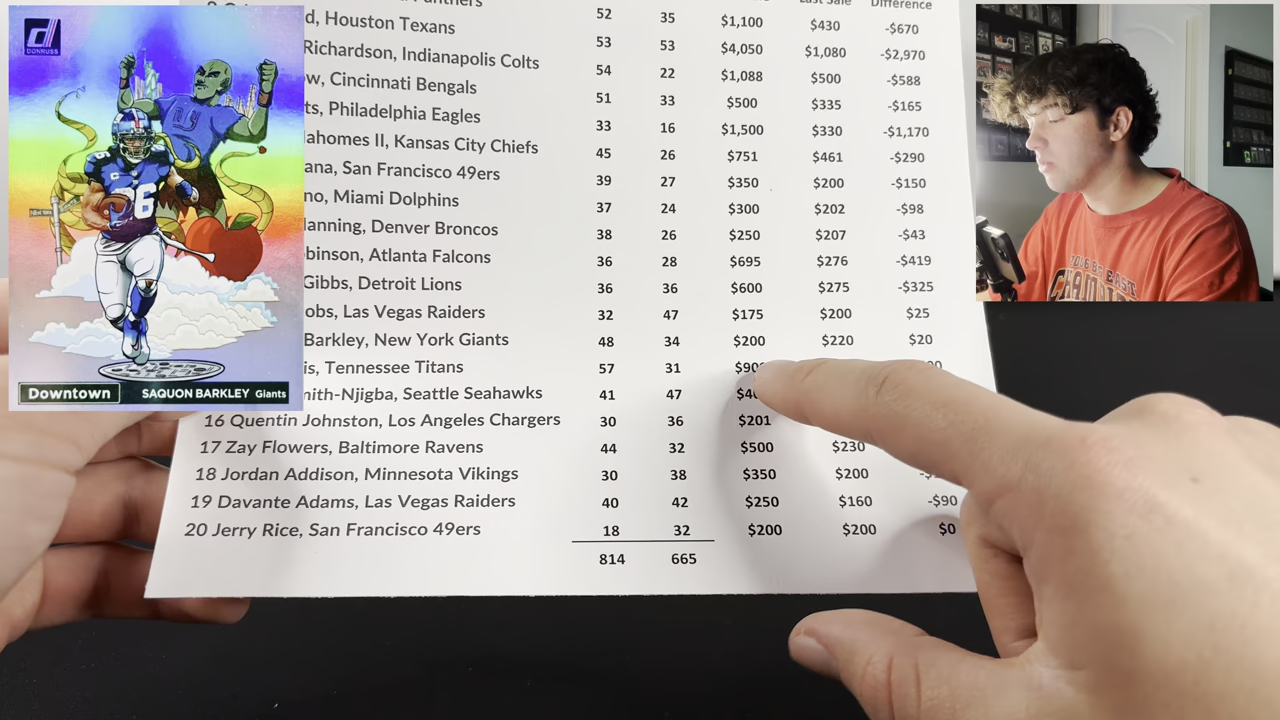 DONRUSS
Downtown
SAQUON BARKLEY Giants
Last Sale Difference
d, Houston Texans 52 35 $1,100 $430 -$670
Richardson, Indianapolis Colts 53 53 $4,050 $1,080 -$2,970
ow, Cincinnati Bengals 54 22 $1,088 $500 -$588
ts, Philadelphia Eagles 51 33 $500 $335 -$165
ahomes II, Kansas City Chiefs 33 16 $1,500 $330 -$1,170
ana, San Francisco 49ers 45 26 $751 $461 -$290
no, Miami Dolphins 39 27 $350 $200 -$150
anning, Denver Broncos 37 24 $300 $202 -$98
binson, Atlanta Falcons 38 26 $250 $207 -$43
Gibbs, Detroit Lions 36 28 $695 $276 -$419
obs, Las Vegas Raiders 36 36 $600 $275 -$325
Barkley, New York Giants 32 47 $175 $200 $25
is, Tennessee Titans 48 34 $200 $220 $20
mith-Njigba, Seattle Seahawks 57 31 $90
16 Quentin Johnston, Los Angeles Chargers 41 47 $40
17 Zay Flowers, Baltimore Ravens 30 36 $201
18 Jordan Addison, Minnesota Vikings 44 32 $500 $230
19 Davante Adams, Las Vegas Raiders 30 38 $350 $200
20 Jerry Rice, San Francisco 49ers 40 42 $250 $160 -$90
18 32 $200 $200 $0
814 665